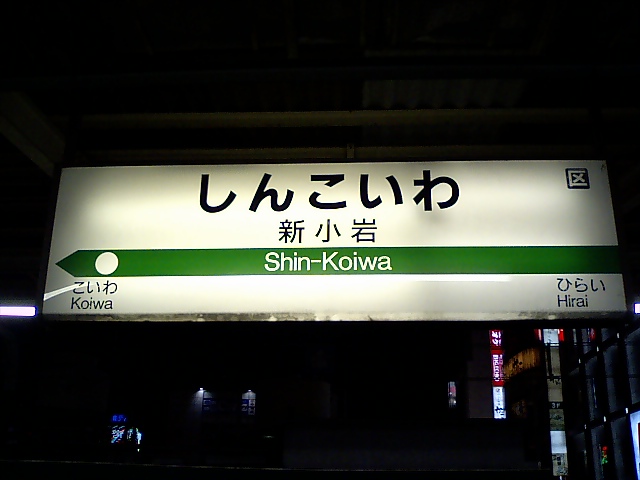 しんこいわ
区
新小岩
Shin-Koiwa
こいわ
Koiwa
ひらい
Hirai